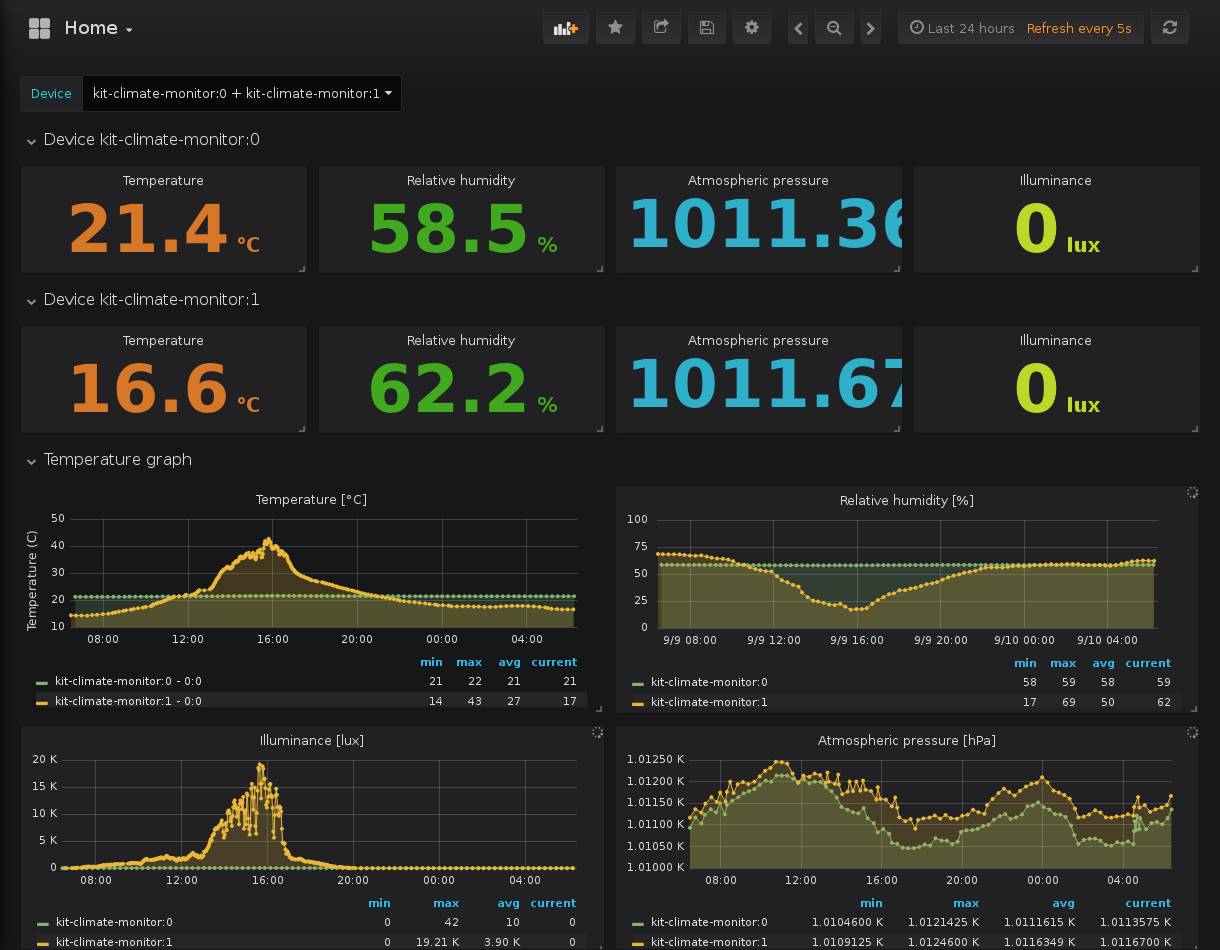 Home
Last 24 hours Refresh every 5s
Device kit-climate-monitor:0 + kit-climate-monitor:1
Device kit-climate-monitor:0
Temperature Relative humidity Atmospheric pressure Illuminance
21.4 °C 58.5 % 1011.36 0 lux
Device kit-climate-monitor:1
Temperature Relative humidity Atmospheric pressure Illuminance
16.6 °C 62.2 % 1011.67 0 lux
Temperature graph
Temperature [°C]
Temperature (C)
50
40
30
20
10
08:00 12:00 16:00 20:00 00:00 04:00
min max avg current
kit-climate-monitor:0 - 0:0 21 22 21 21
kit-climate-monitor:1 - 0:0 14 43 27 17
Relative humidity [%]
100
75
50
25
0
9/9 08:00 9/9 12:00 9/9 16:00 9/9 20:00 9/10 00:00 9/10 04:00
min max avg current
kit-climate-monitor:0 58 59 58 59
kit-climate-monitor:1 17 69 50 62
Illuminance [lux]
20 K
15 K
10 K
5 K
0
08:00 12:00 16:00 20:00 00:00 04:00
min max avg current
kit-climate-monitor:0 0 42 10 0
kit-climate-monitor:1 0 19.21 K 3.90 K 0
Atmospheric pressure [hPa]
1.01250 K
1.01200 K
1.01150 K
1.01100 K
1.01050 K
1.01000 K
08:00 12:00 16:00 20:00 00:00 04:00
min max avg current
kit-climate-monitor:0 1.0104600 K 1.0121425 K 1.0111615 K 1.0113575 K
kit-climate-monitor:1 1.0109125 K 1.0124600 K 1.0116349 K 1.0116700 K